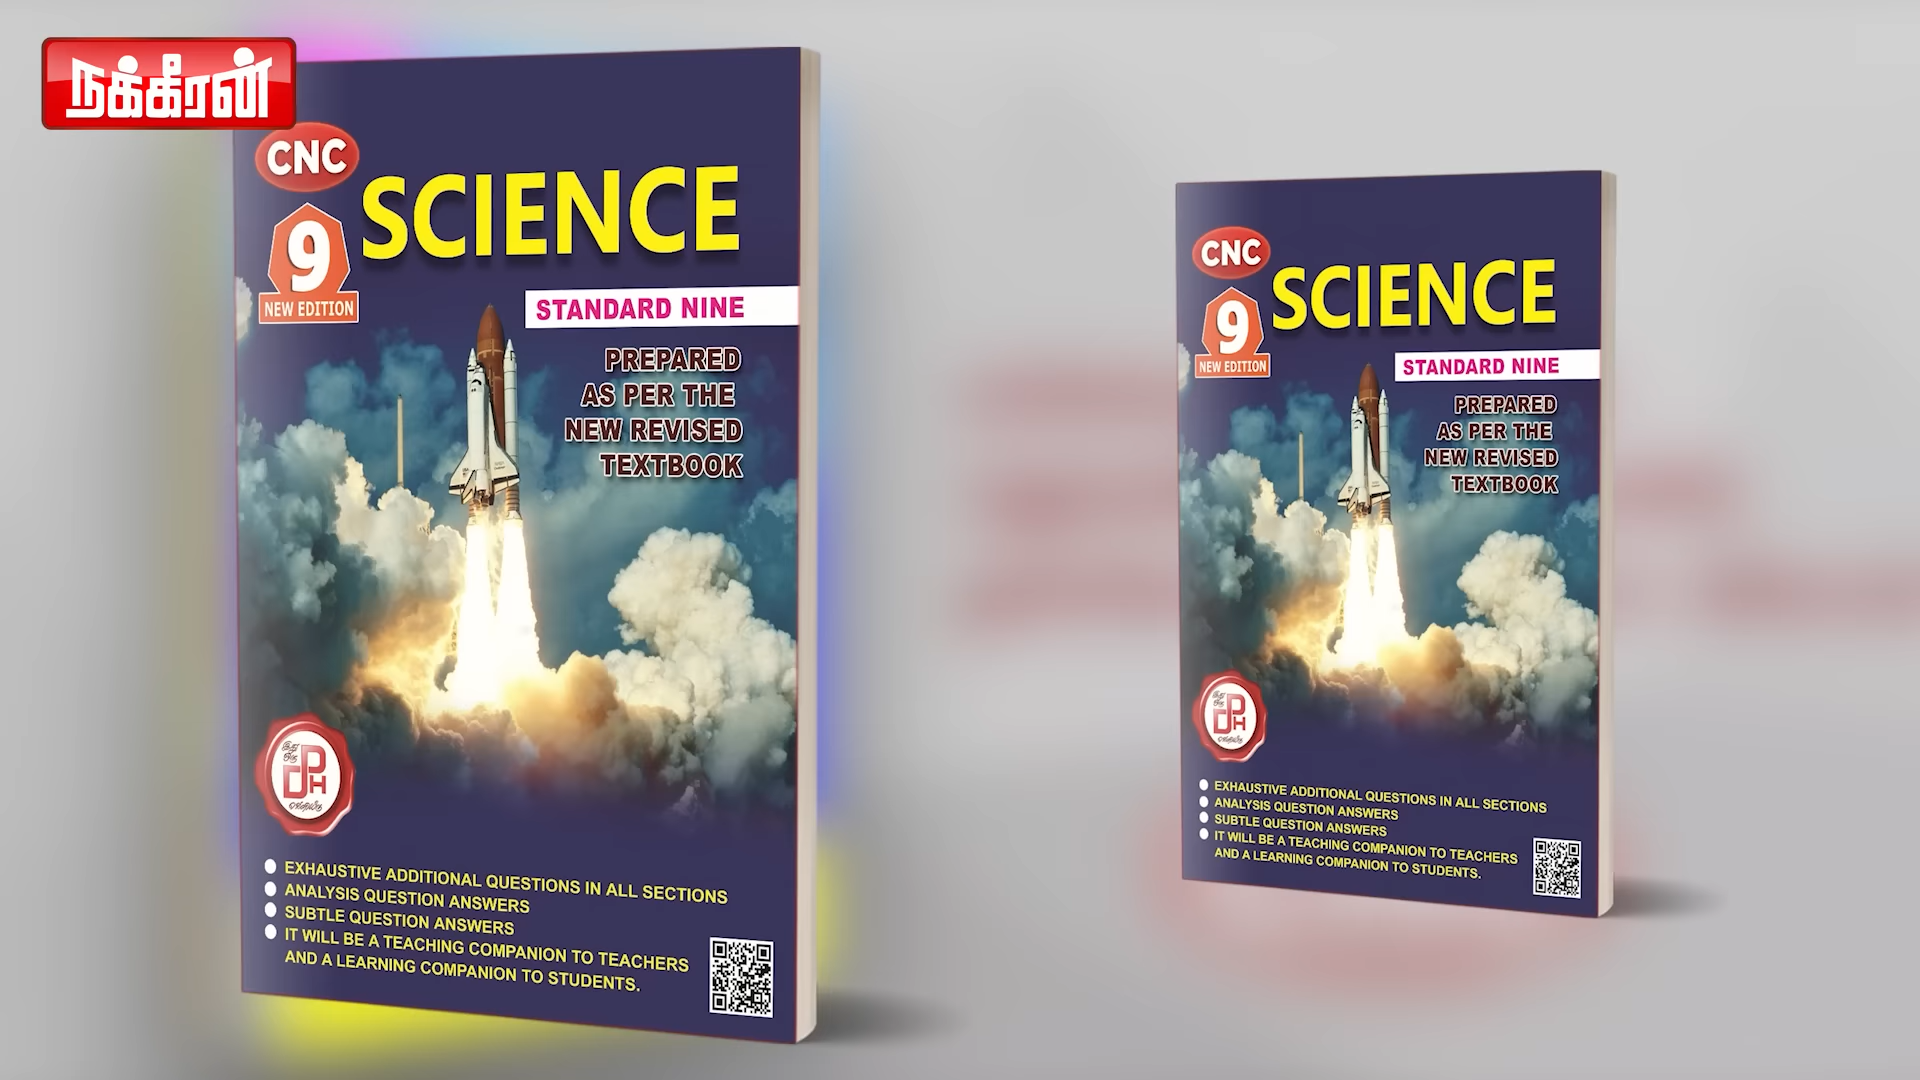 நக்கீரன்
CNC
9
NEW EDITION
SCIENCE
STANDARD NINE
PREPARED
AS PER THE
NEW REVISED
TEXTBOOK
DPH
EXHAUSTIVE ADDITIONAL QUESTIONS IN ALL SECTIONS
ANALYSIS QUESTION ANSWERS
SUBTLE QUESTION ANSWERS
IT WILL BE A TEACHING COMPANION TO TEACHERS
AND A LEARNING COMPANION TO STUDENTS.
CNC
9
NEW EDITION
SCIENCE
STANDARD NINE
PREPARED
AS PER THE
NEW REVISED
TEXTBOOK
DPH
EXHAUSTIVE ADDITIONAL QUESTIONS IN ALL SECTIONS
ANALYSIS QUESTION ANSWERS
SUBTLE QUESTION ANSWERS
IT WILL BE A TEACHING COMPANION TO TEACHERS
AND A LEARNING COMPANION TO STUDENTS.